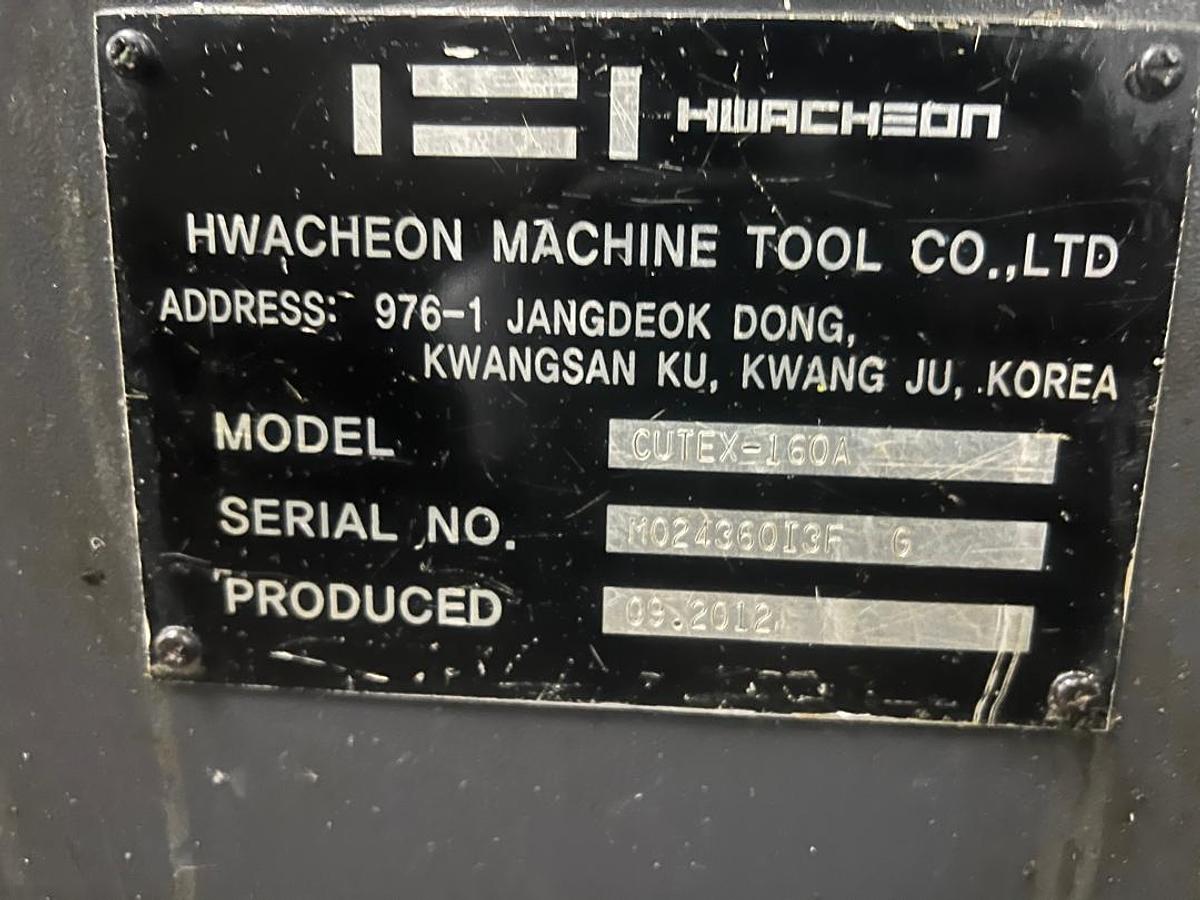 HWACHEON
HWACHEON MACHINE TOOL CO.,LTD
ADDRESS: 976-1 JANGDEOK DONG,
KWANGSAN KU, KWANG JU, KOREA
MODEL CUTEX-160A
SERIAL NO. M024360I3F G
PRODUCED 09.2012